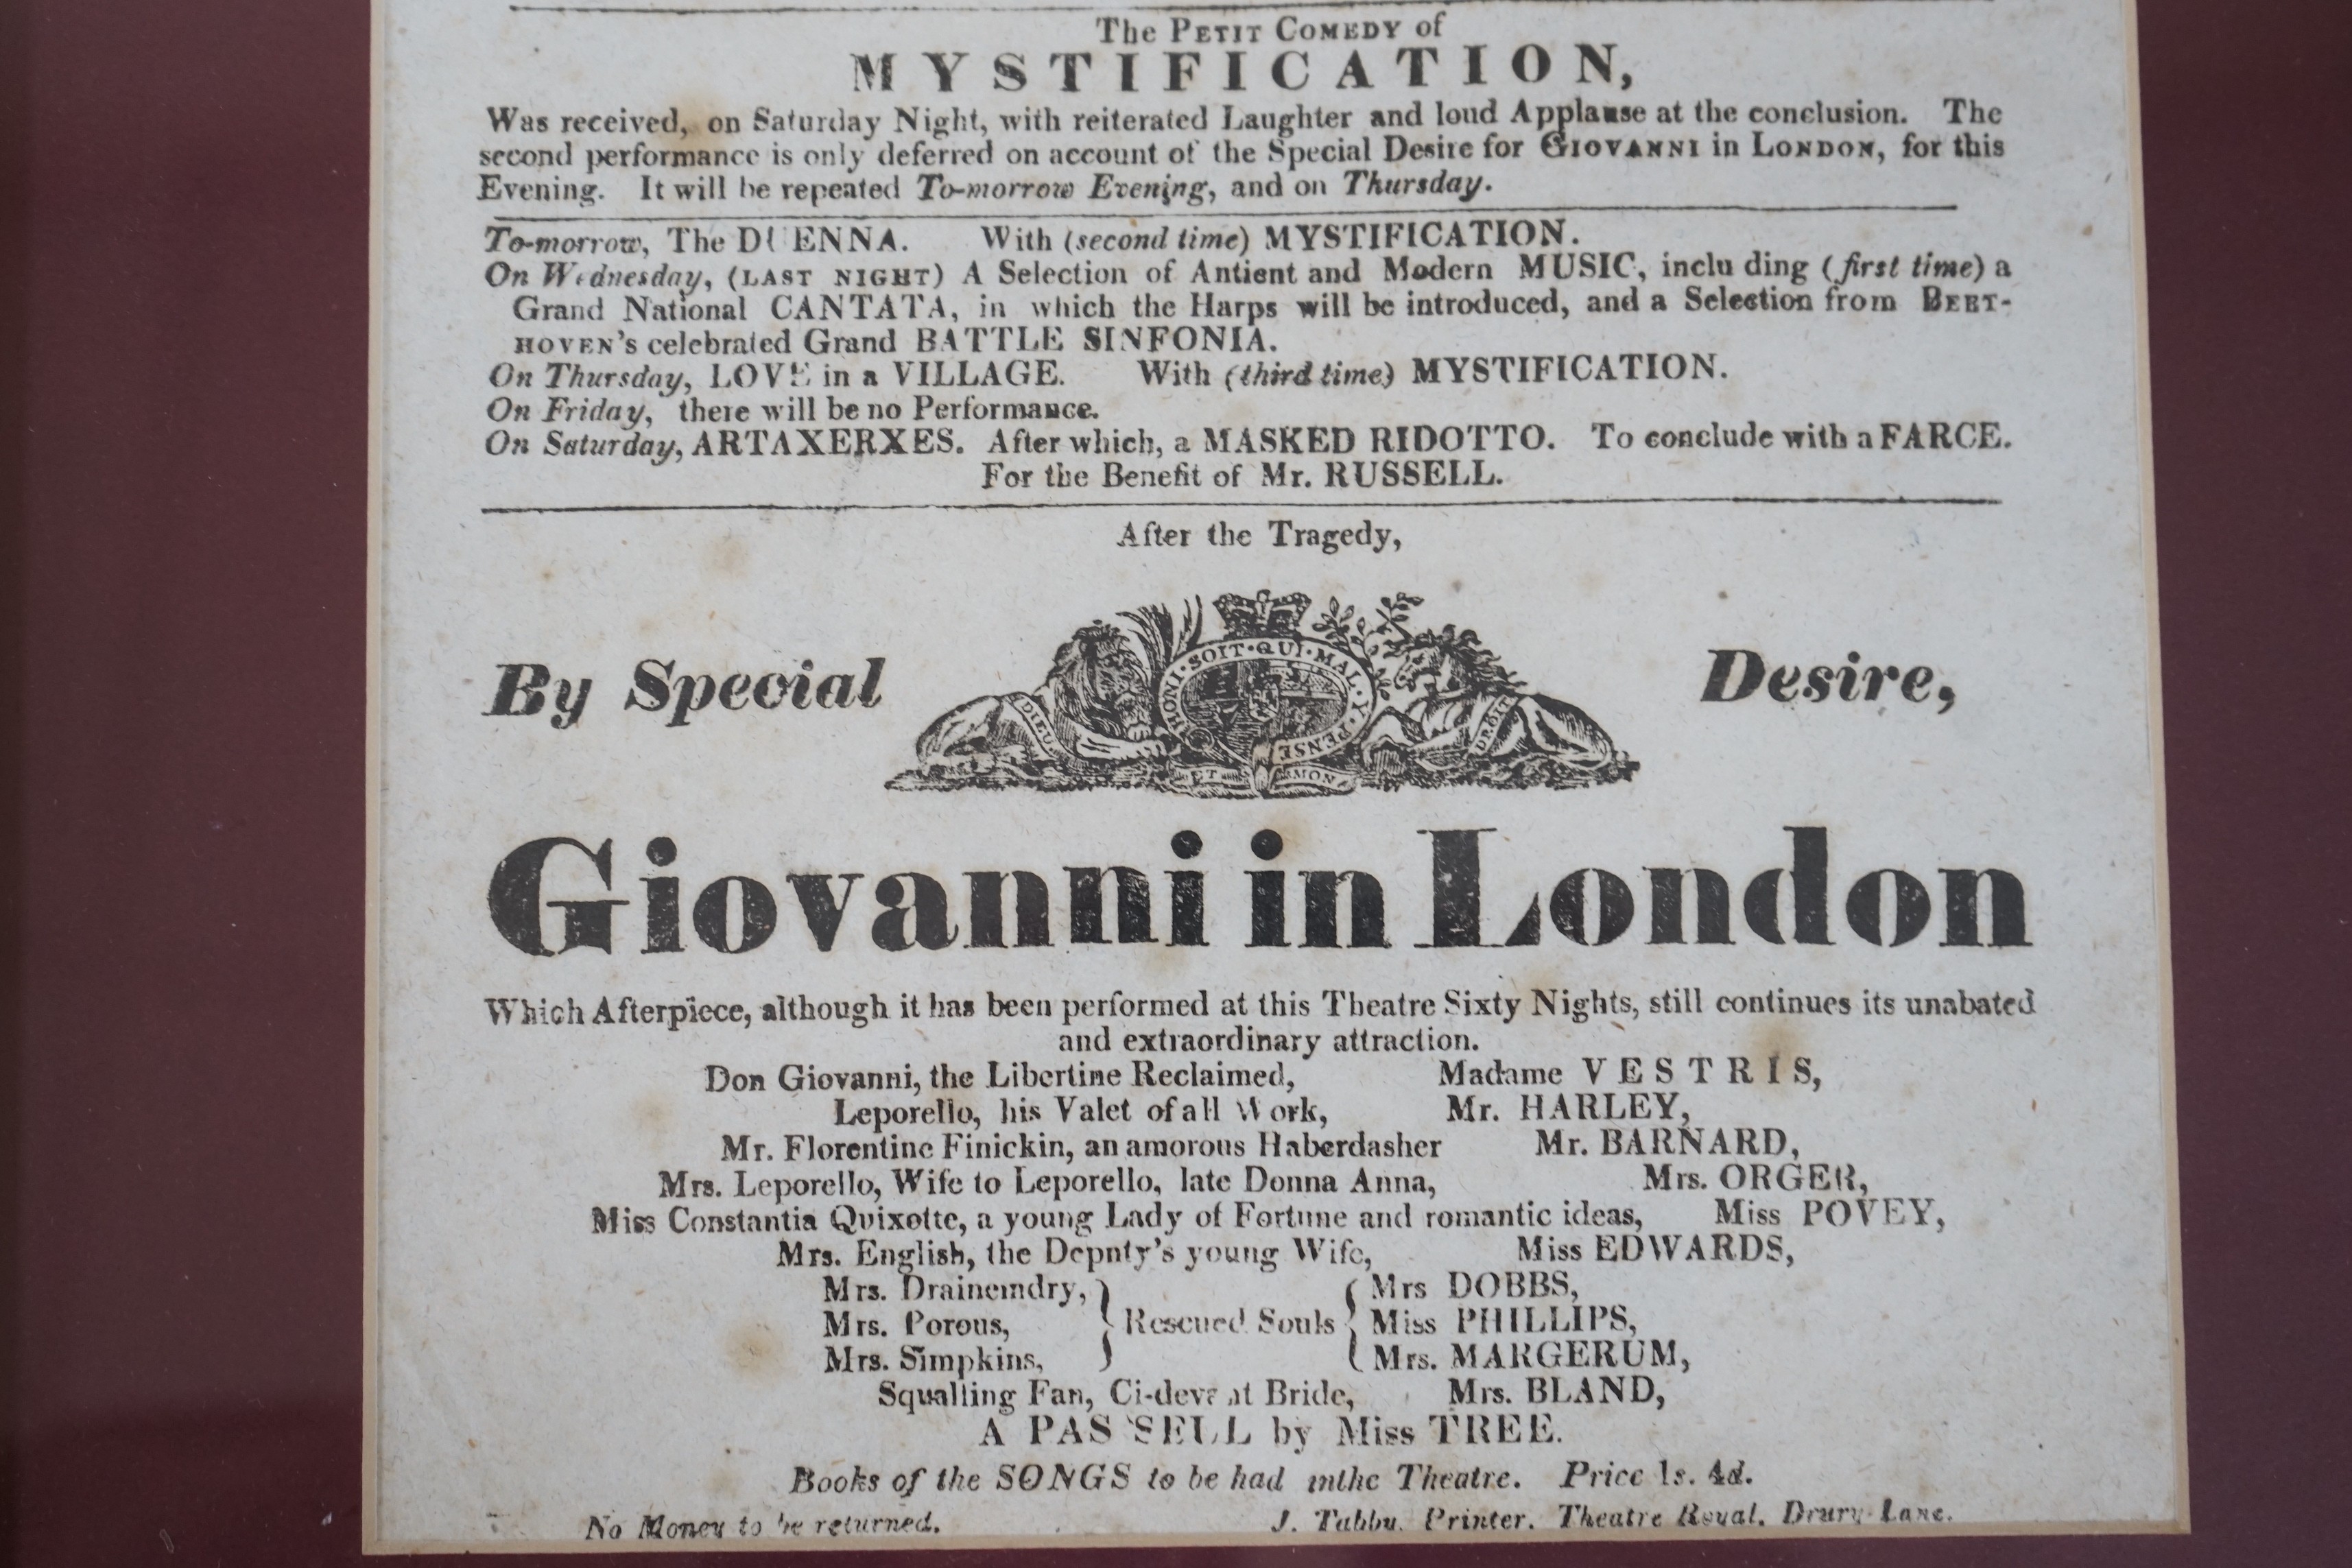 The PETIT COMEDY of
MYSTIFICATION,
Was received, on Saturday Night, with reiterated Laughter and loud Applause at the conclusion. The
second performance is only deferred on account of the Special Desire for GIOVANNI in LONDON, for this
Evening. It will be repeated To-morrow Evening, and on Thursday.
To-morrow, The DUENNA. With (second time) MYSTIFICATION.
On Wednesday, (LAST NIGHT) A Selection of Antient and Modern MUSIC, inclu ding (first time) a
Grand National CANTATA, in which the Harps will be introduced, and a Selection from BEET-
HOVEN's celebrated Grand BATTLE SINFONIA.
On Thursday, LOVE in a VILLAGE. With (third time) MYSTIFICATION.
On Friday, there will be no Performance.
On Saturday, ARTAXERXES. After which, a MASKED RIDOTTO. To conclude with a FARCE.
For the Benefit of Mr. RUSSELL.
After the Tragedy,
HONI · SOIT · QUI · MAL · Y · PENSE
DIEU ET MON DROIT
By Special Desire,
Giovanni in London
Which Afterpiece, although it has been performed at this Theatre Sixty Nights, still continues its unabated
and extraordinary attraction.
Don Giovanni, the Libertine Reclaimed, Madame VESTRIS,
Leporello, his Valet of all Work, Mr. HARLEY,
Mr. Florentine Finickin, an amorous Haberdasher Mr. BARNARD,
Mrs. Leporello, Wife to Leporello, late Donna Anna, Mrs. ORGER,
Miss Constantia Quixotte, a young Lady of Fortune and romantic ideas, Miss POVEY,
Mrs. English, the Depnty's young Wife, Miss EDWARDS,
Mrs. Drainemdry, Mrs DOBBS,
Mrs. Porous, } Rescued Souls { Miss PHILLIPS,
Mrs. Simpkins, Mrs. MARGERUM,
Squalling Fan, Ci-devant Bride, Mrs. BLAND,
A PAS SEUL by Miss TREE.
Books of the SONGS to be had inthe Theatre. Price 1s. 4d.
No Money to be returned. J. Tabby, Printer, Theatre Royal, Drury Lane.